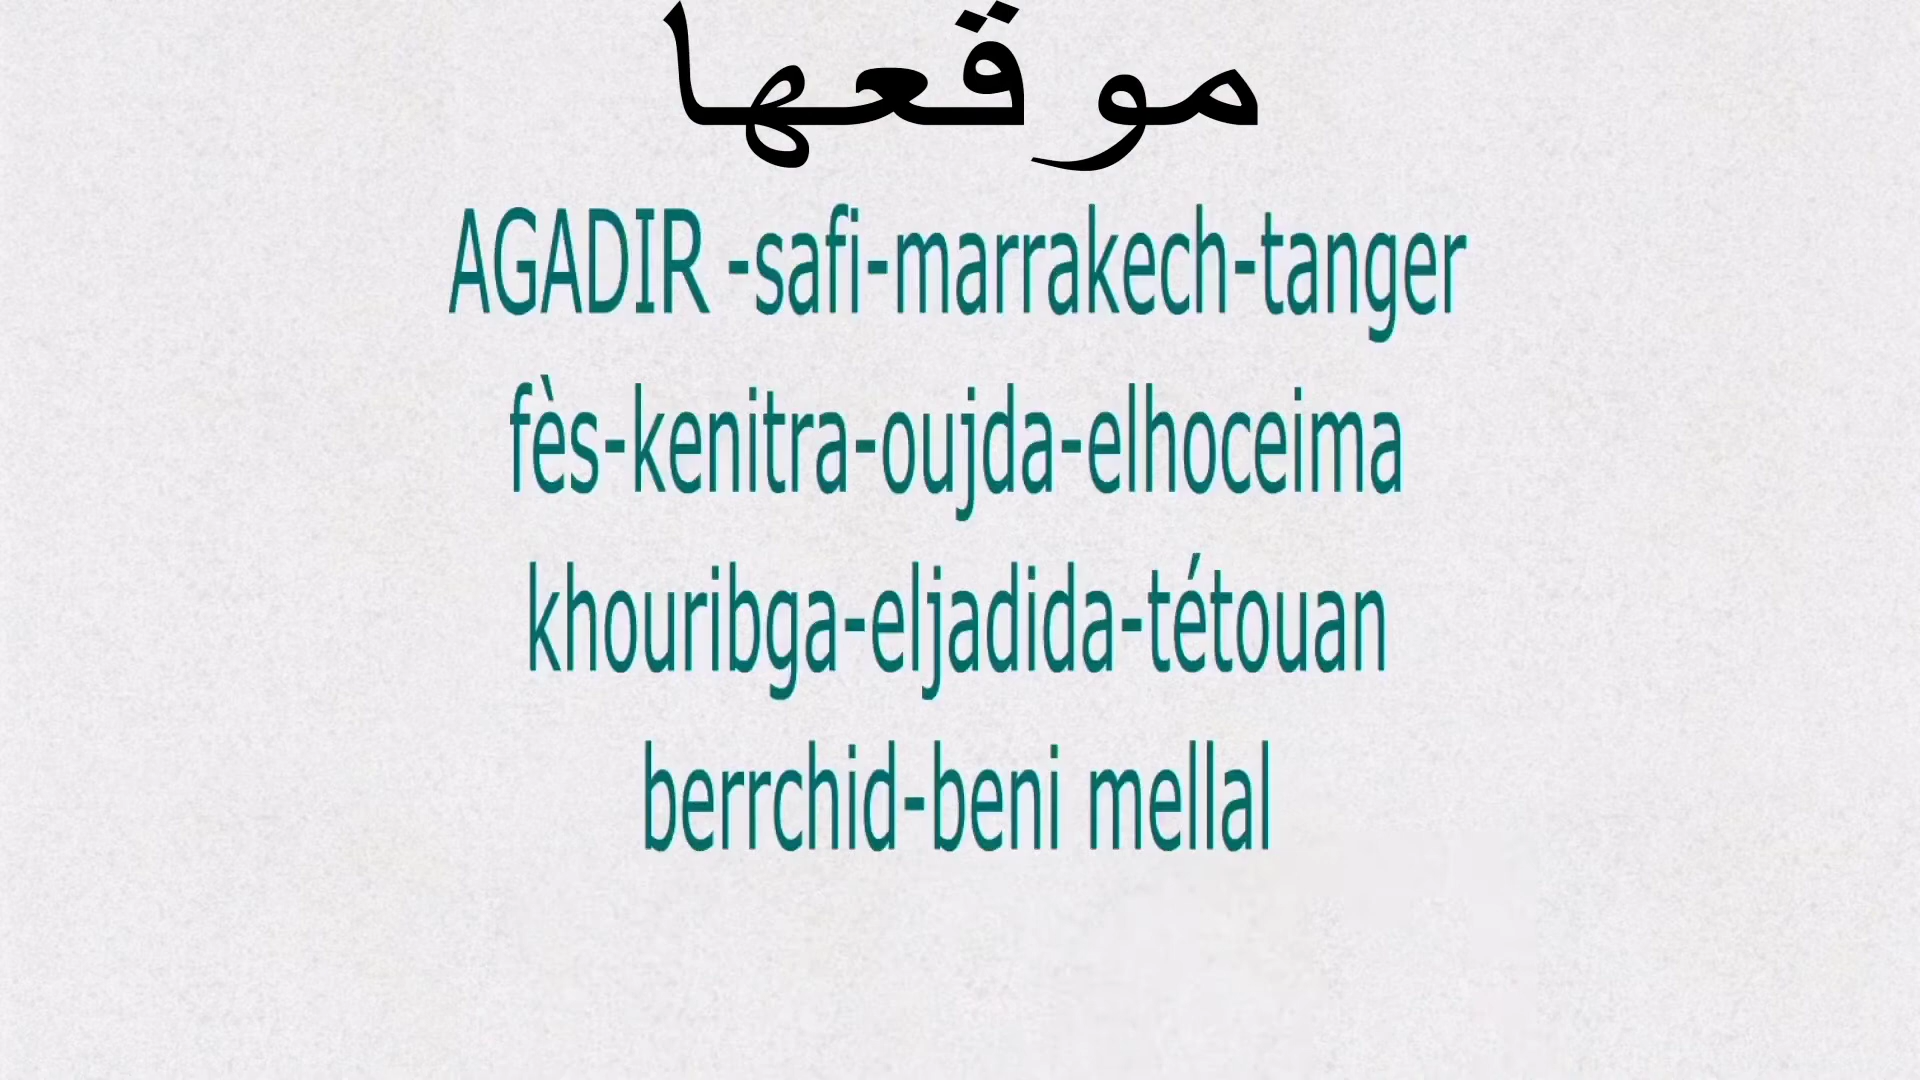 موقعها
AGADIR -safi-marrakech-tanger
fès-kenitra-oujda-elhoceima
khouribga-eljadida-tétouan
berrchid-beni mellal